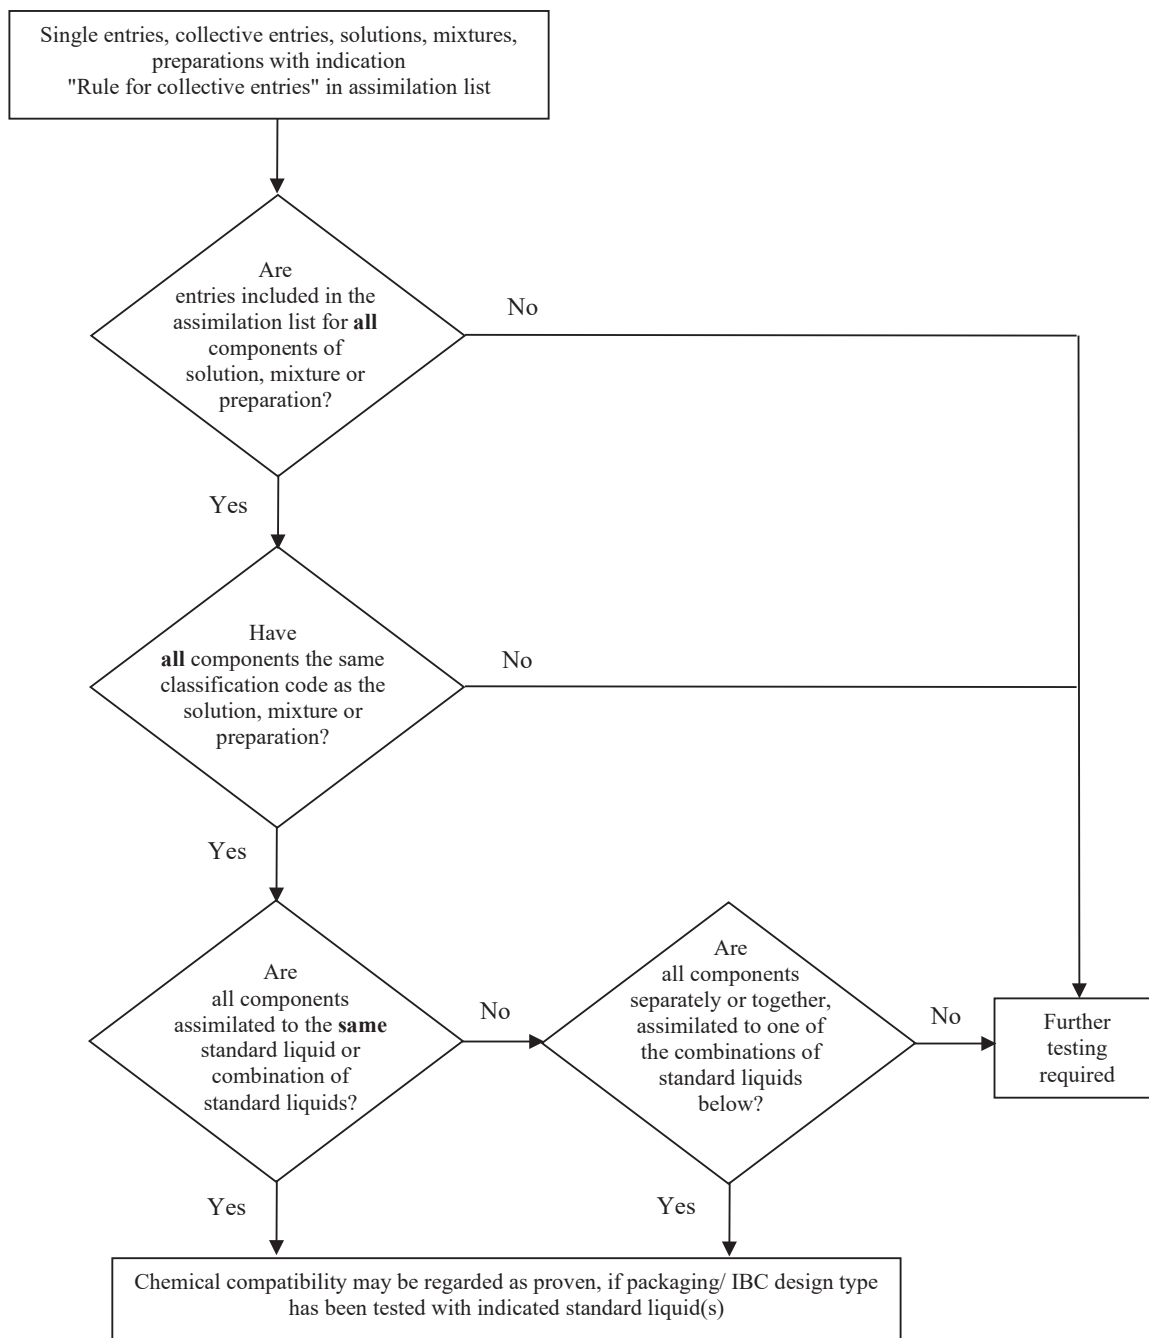 Single entries, collective entries, solutions, mixtures,
preparations with indication
"Rule for collective entries" in assimilation list
Are
entries included in the
assimilation list for all
components of
solution, mixture or
preparation?
No
Yes
Have
all components the same
classification code as the
solution, mixture or
preparation?
No
Yes
Are
all components
assimilated to the same
standard liquid or
combination of
standard liquids?
No
Are
all components
separately or together,
assimilated to one of
the combinations of
standard liquids
below?
No
Further
testing
required
Yes
Yes
Chemical compatibility may be regarded as proven, if packaging/ IBC design type
has been tested with indicated standard liquid(s)